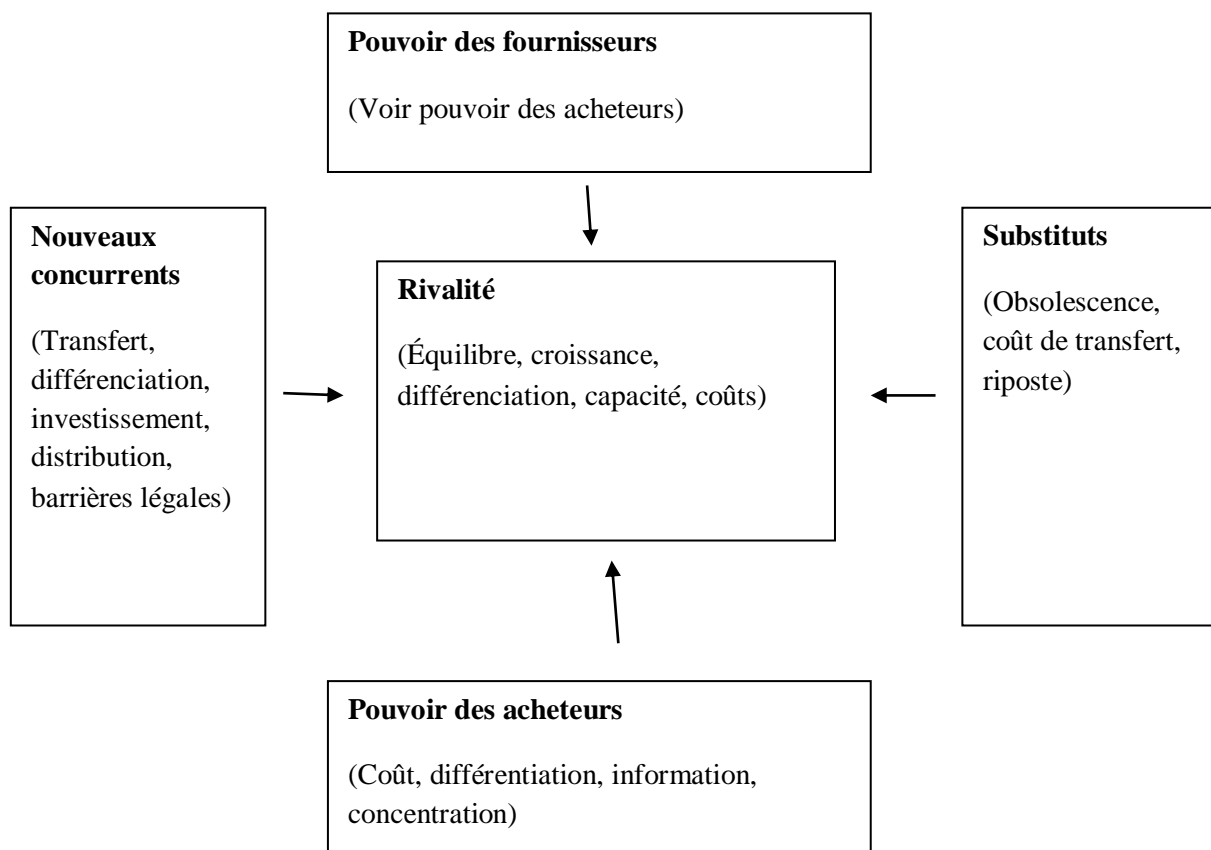 Pouvoir des fournisseurs
(Voir pouvoir des acheteurs)
Nouveaux
concurrents
(Transfert,
différenciation,
investissement,
distribution,
barrières légales)
Rivalité
(Équilibre, croissance,
différenciation, capacité, coûts)
Substituts
(Obsolescence,
coût de transfert,
riposte)
Pouvoir des acheteurs
(Coût, différentiation, information,
concentration)